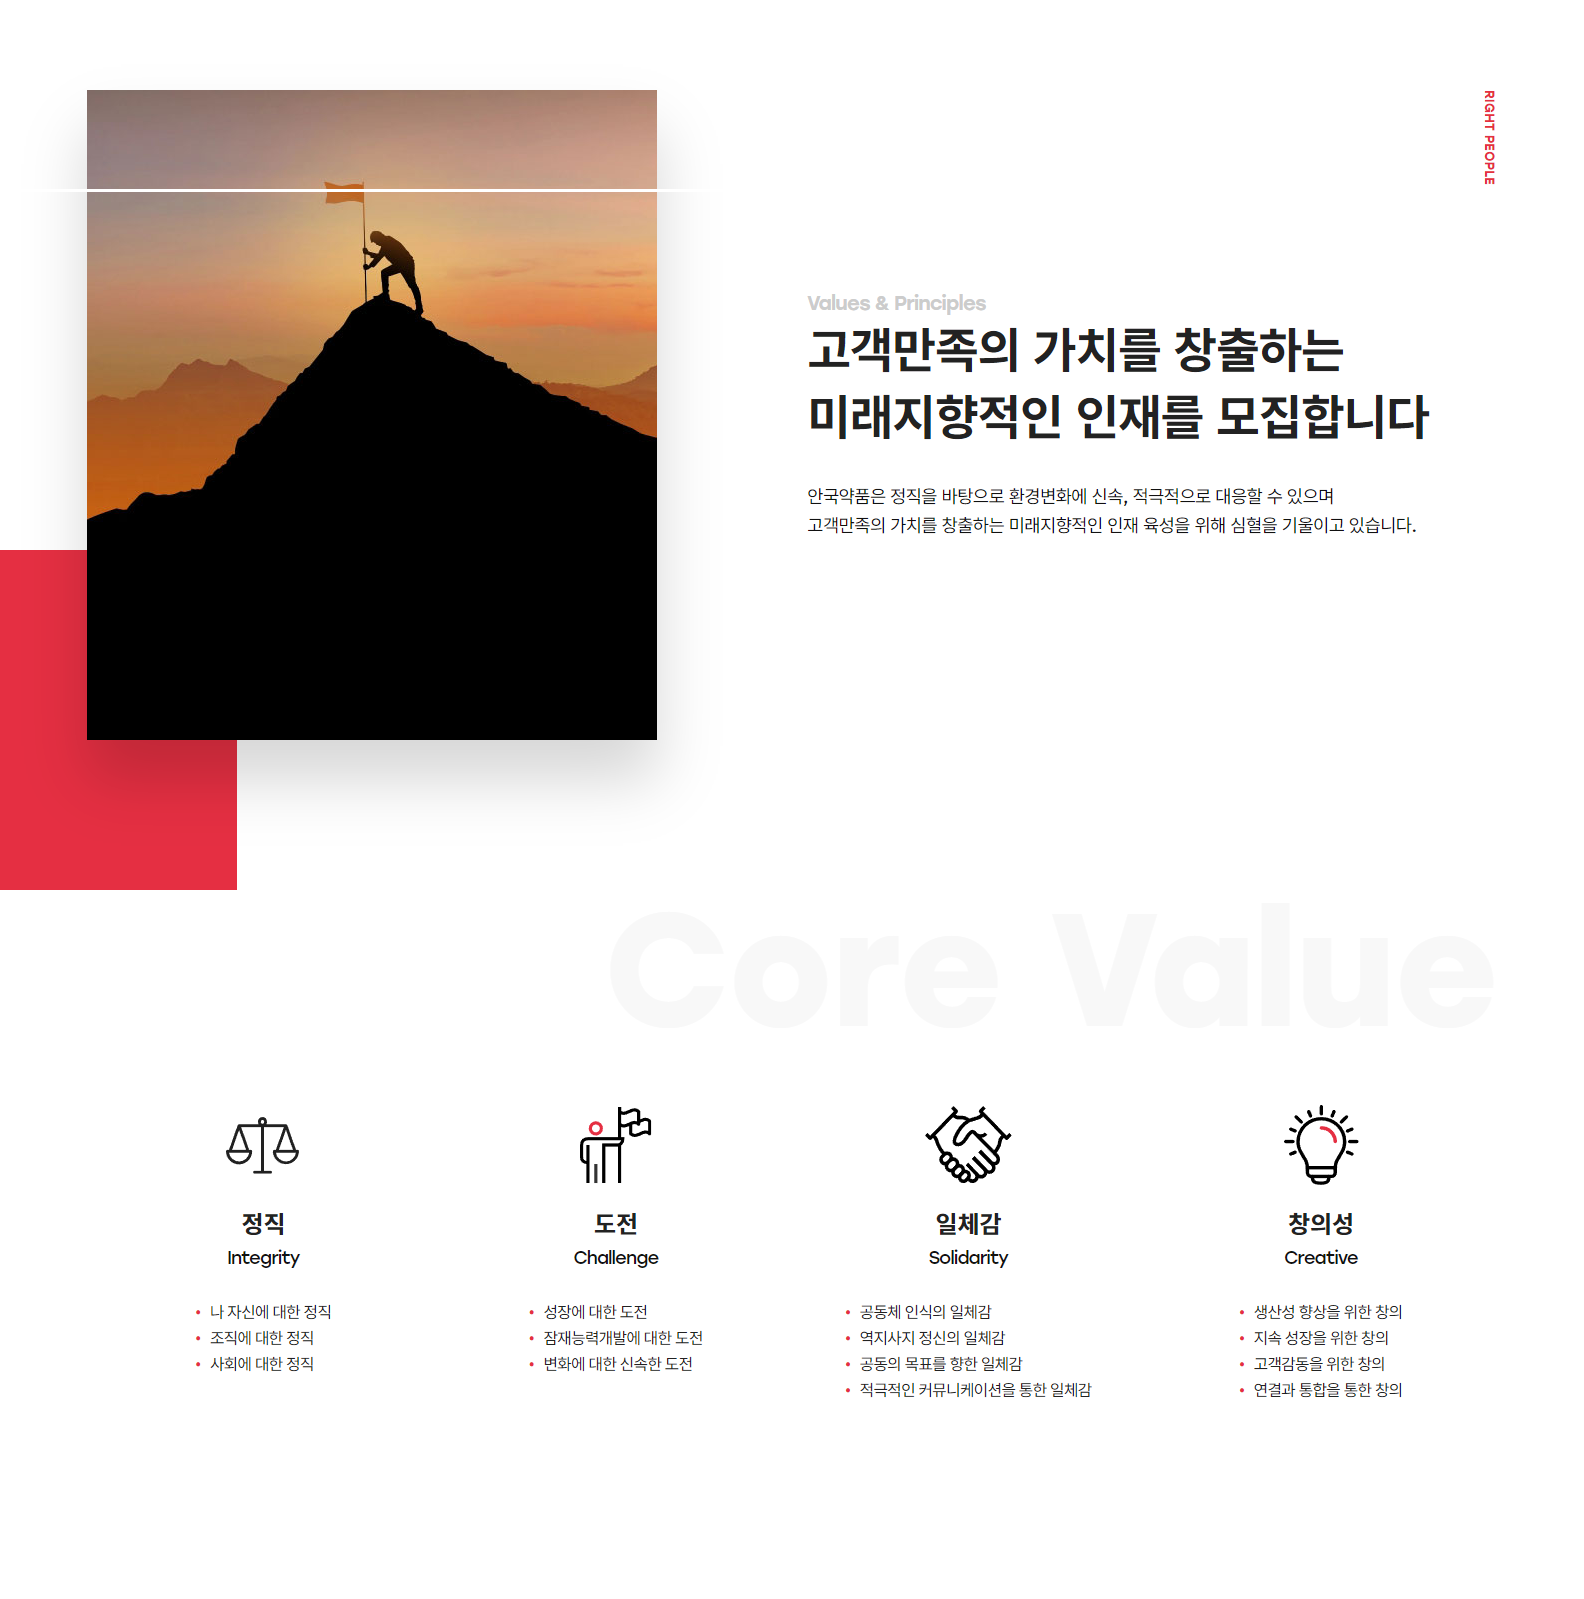 RIGHT PEOPLE
Values & Principles
고객만족의 가치를 창출하는
미래지향적인 인재를 모집합니다
안국약품은 정직을 바탕으로 환경변화에 신속, 적극적으로 대응할 수 있으며
고객만족의 가치를 창출하는 미래지향적인 인재 육성을 위해 심혈을 기울이고 있습니다.
Core Value
정직
Integrity
• 나 자신에 대한 정직
• 조직에 대한 정직
• 사회에 대한 정직
도전
Challenge
• 성장에 대한 도전
• 잠재능력개발에 대한 도전
• 변화에 대한 신속한 도전
일체감
Solidarity
• 공동체 인식의 일체감
• 역지사지 정신의 일체감
• 공동의 목표를 향한 일체감
• 적극적인 커뮤니케이션을 통한 일체감
창의성
Creative
• 생산성 향상을 위한 창의
• 지속 성장을 위한 창의
• 고객감동을 위한 창의
• 연결과 통합을 통한 창의